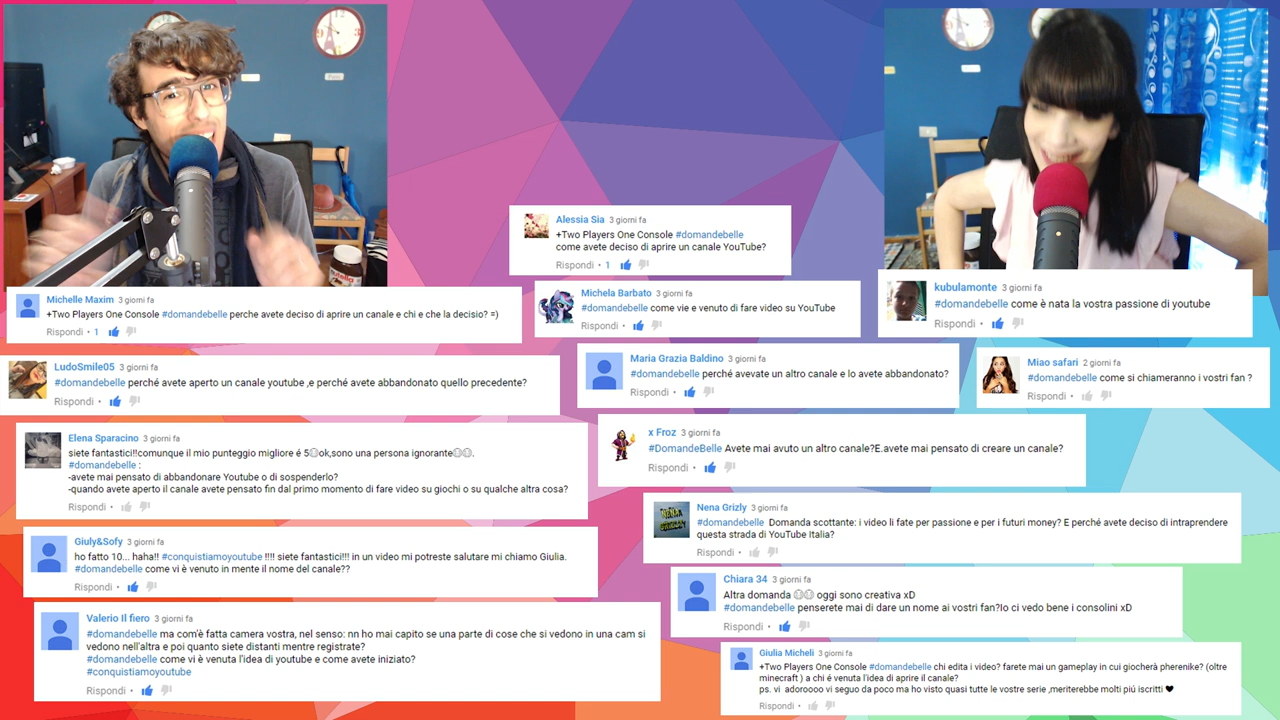 Alessia Sia 3 giorni fa
+Two Players One Console #domandebelle
come avete deciso di aprire un canale YouTube?
Rispondi • 1
Michelle Maxim 3 giorni fa
+Two Players One Console #domandebelle perche avete deciso di aprire un canale e chi e che la decisio? =)
Rispondi • 1
Michela Barbato 3 giorni fa
#domandebelle come vie e venuto di fare video su YouTube
Rispondi •
kubulamonte 3 giorni fa
#domandebelle come è nata la vostra passione di youtube
Rispondi •
LudoSmile05 3 giorni fa
#domandebelle perché avete aperto un canale youtube ,e perché avete abbandonato quello precedente?
Rispondi •
Maria Grazia Baldino 3 giorni fa
#domandebelle perché avevate un altro canale e lo avete abbandonato?
Rispondi •
Miao safari 2 giorni fa
#domandebelle come si chiameranno i vostri fan ?
Rispondi •
Elena Sparacino 3 giorni fa
siete fantastici!!comunque il mio punteggio migliore é 5ok,sono una persona ignorante.
#domandebelle :
-avete mai pensato di abbandonare Youtube o di sospenderlo?
-quando avete aperto il canale avete pensato fin dal primo momento di fare video su giochi o su qualche altra cosa?
Rispondi •
x Froz 3 giorni fa
#DomandeBelle Avete mai avuto un altro canale?E.avete mai pensato di creare un canale?
Rispondi •
Nena Grizly 3 giorni fa
#domandebelle Domanda scottante: i video li fate per passione e per i futuri money? E perché avete deciso di intraprendere
questa strada di YouTube Italia?
Rispondi •
Giuly&Sofy 3 giorni fa
ho fatto 10... haha!! #conquistiamoyoutube !!!! siete fantastici!!! in un video mi potreste salutare mi chiamo Giulia.
#domandebelle come vi è venuto in mente il nome del canale??
Rispondi •
Chiara 34 3 giorni fa
Altra domanda oggi sono creativa xD
#domandebelle penserete mai di dare un nome ai vostri fan?Io ci vedo bene i consolini xD
Rispondi •
Valerio Il fiero 3 giorni fa
#domandebelle ma com'è fatta camera vostra, nel senso: nn ho mai capito se una parte di cose che si vedono in una cam si
vedono nell'altra e poi quanto siete distanti mentre registrate?
#domandebelle come vi è venuta l'idea di youtube e come avete iniziato?
#conquistiamoyoutube
Rispondi •
Giulia Micheli 3 giorni fa
+Two Players One Console #domandebelle chi edita i video? farete mai un gameplay in cui giocherà pherenike? (oltre
minecraft ) a chi é venuta l'idea di aprire il canale?
ps. vi adoroooo vi seguo da poco ma ho visto quasi tutte le vostre serie ,meriterebbe molti piú iscritti ❤
Rispondi •
nutella